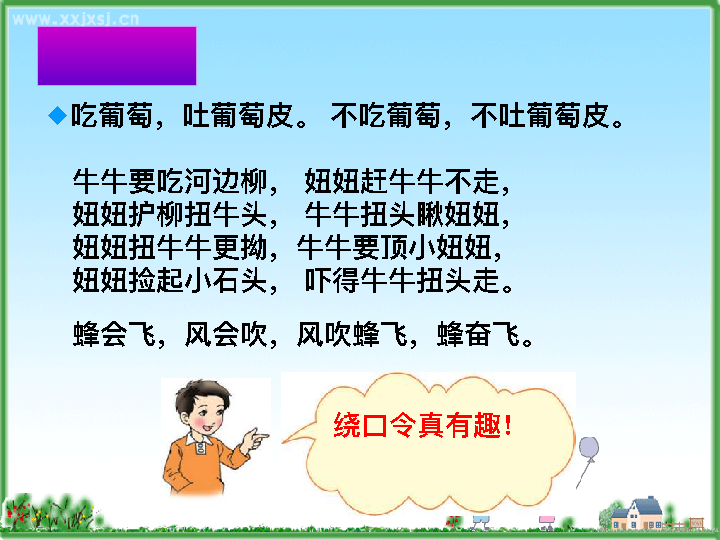 www.xxjxsj.cn
吃葡萄，吐葡萄皮。 不吃葡萄，不吐葡萄皮。
牛牛要吃河边柳， 妞妞赶牛牛不走，
妞妞护柳扭牛头， 牛牛扭头瞅妞妞，
妞妞扭牛牛更拗，牛牛要顶小妞妞，
妞妞捡起小石头， 吓得牛牛扭头走。
蜂会飞，风会吹，风吹蜂飞，蜂奋飞。
绕口令真有趣！